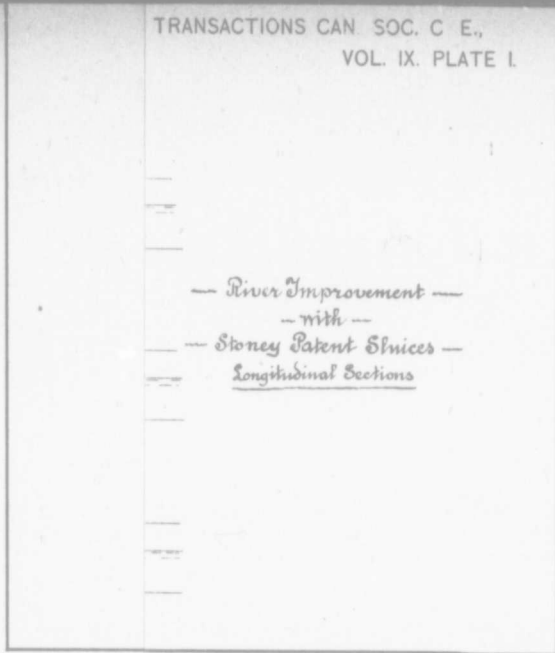 TRANSACTIONS CAN. SOC. C E.,
VOL. IX. PLATE I.
— River Improvement —
– with –
— Stoney Patent Sluices —
Longitudinal Sections